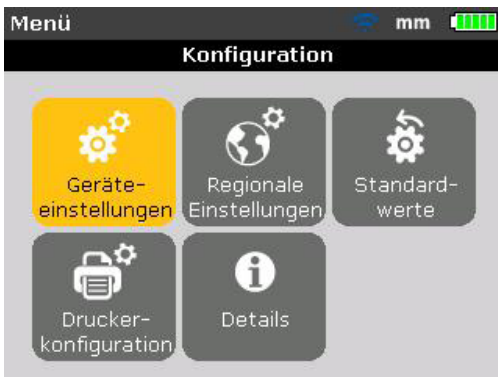 Menü mm
Konfiguration
Geräte-
einstellungen
Regionale
Einstellungen
Standard-
werte
Drucker-
konfiguration
Details